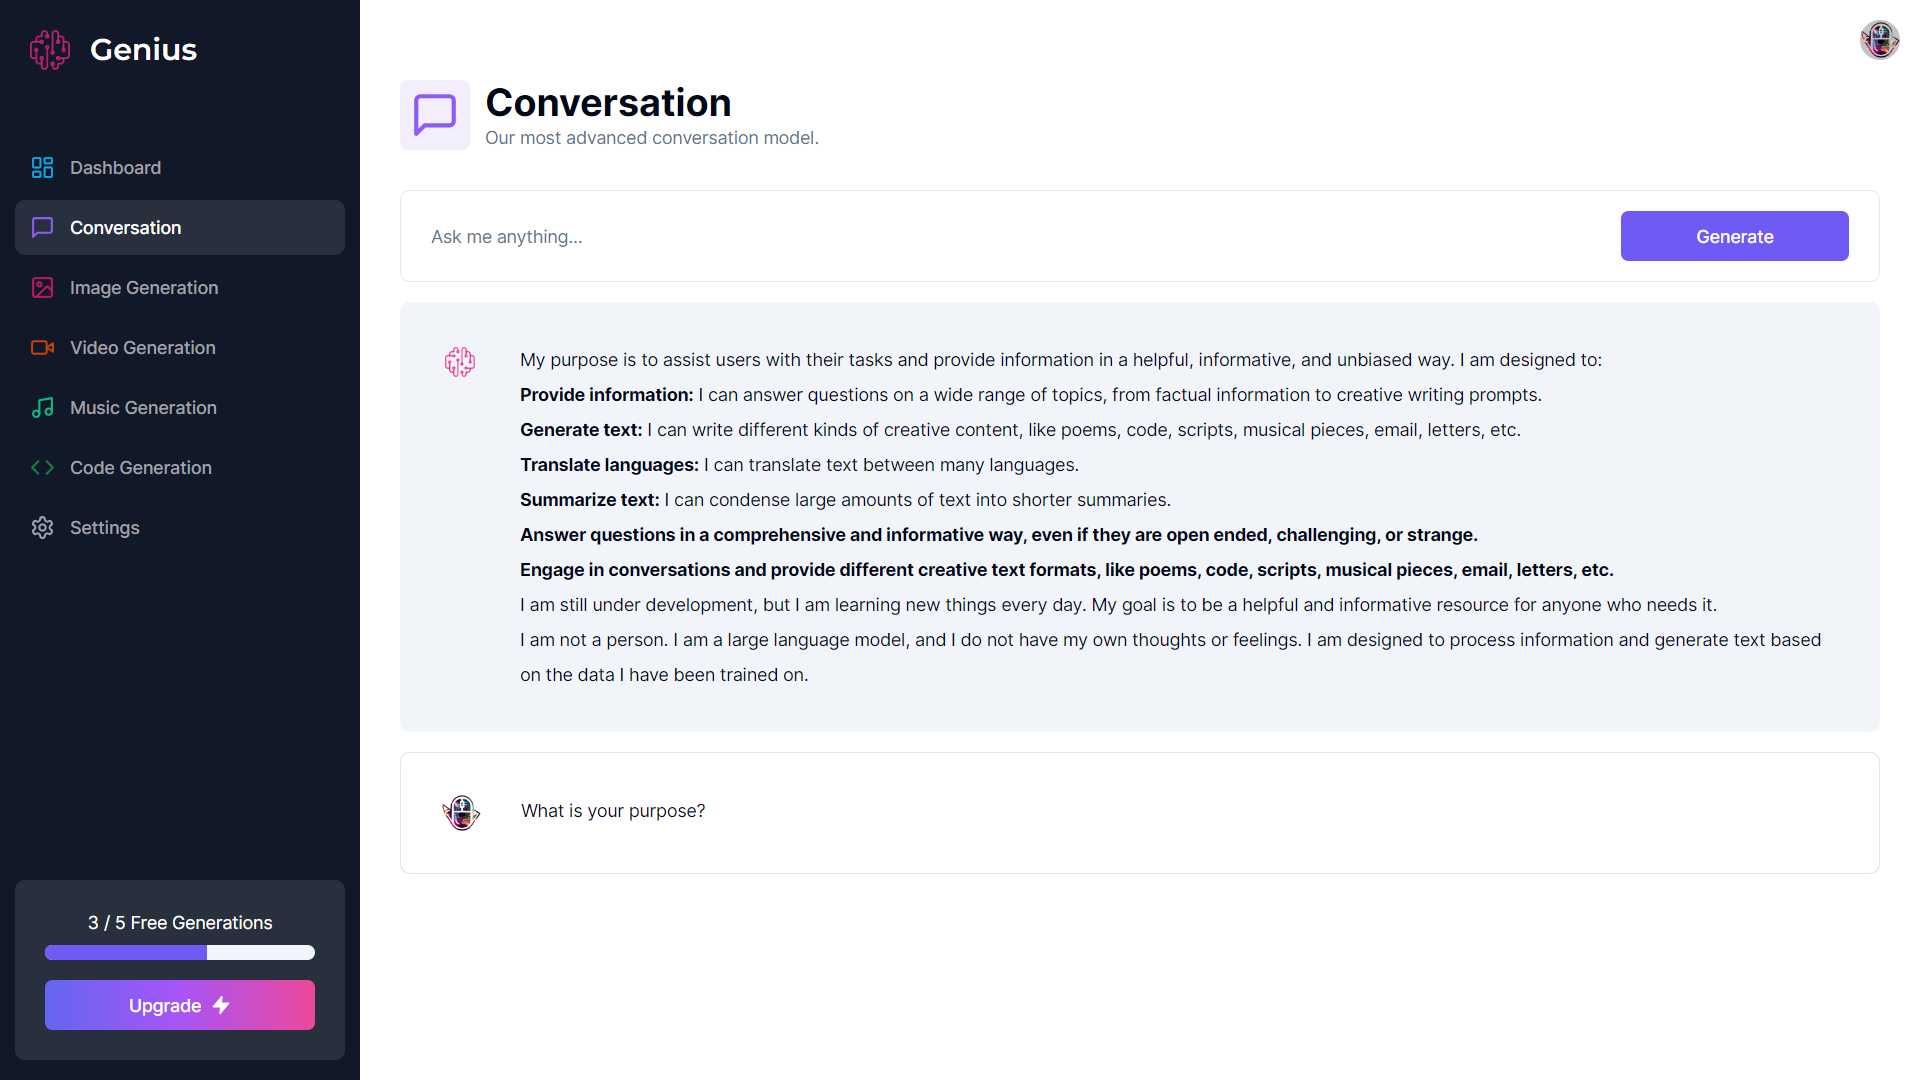 Genius
Dashboard
Conversation
Image Generation
Video Generation
Music Generation
Code Generation
Settings
3 / 5 Free Generations
Upgrade
Conversation
Our most advanced conversation model.
Ask me anything...
Generate
My purpose is to assist users with their tasks and provide information in a helpful, informative, and unbiased way. I am designed to:
Provide information: I can answer questions on a wide range of topics, from factual information to creative writing prompts.
Generate text: I can write different kinds of creative content, like poems, code, scripts, musical pieces, email, letters, etc.
Translate languages: I can translate text between many languages.
Summarize text: I can condense large amounts of text into shorter summaries.
Answer questions in a comprehensive and informative way, even if they are open ended, challenging, or strange.
Engage in conversations and provide different creative text formats, like poems, code, scripts, musical pieces, email, letters, etc.
I am still under development, but I am learning new things every day. My goal is to be a helpful and informative resource for anyone who needs it.
I am not a person. I am a large language model, and I do not have my own thoughts or feelings. I am designed to process information and generate text based
on the data I have been trained on.
What is your purpose?